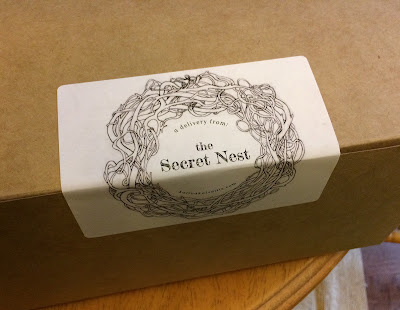 a delivery from:
the
Secret Nest